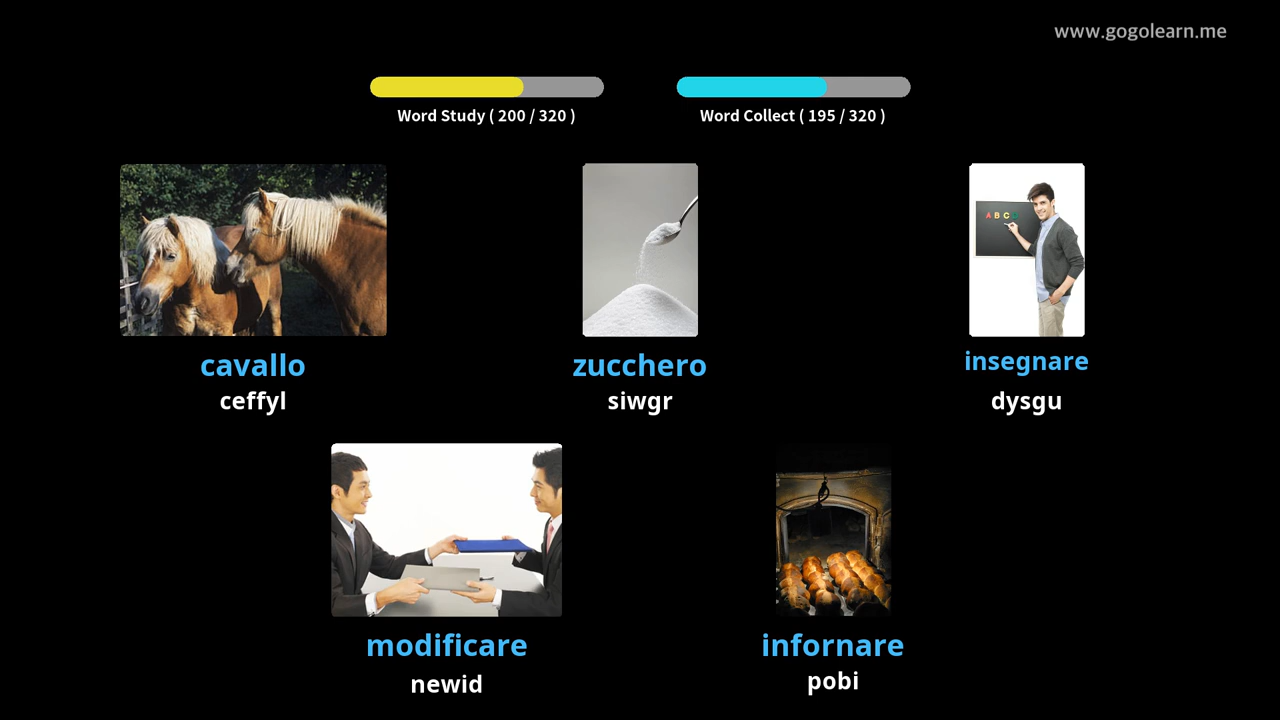 www.gogolearn.me
Word Study ( 200 / 320 )
Word Collect ( 195 / 320 )
A B C
cavallo
ceffyl
zucchero
siwgr
insegnare
dysgu
modificare
newid
infornare
pobi